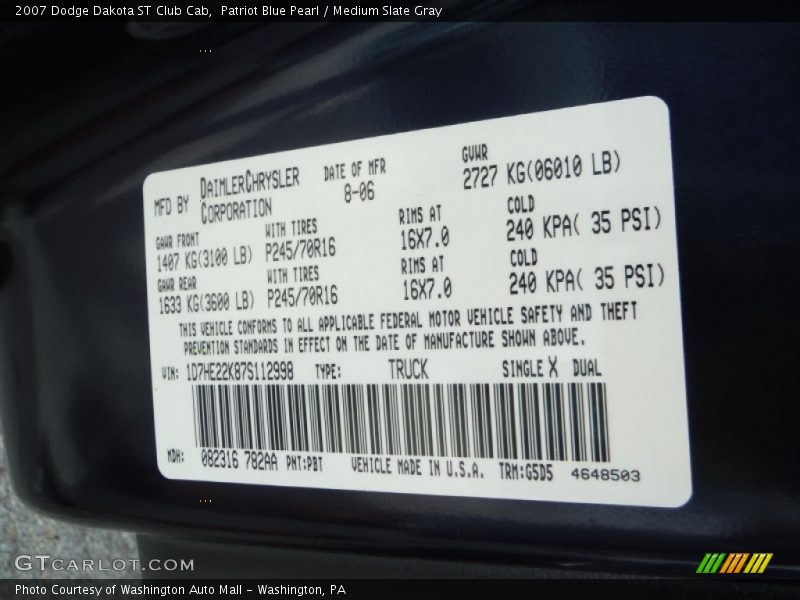 2007 Dodge Dakota ST Club Cab,  Patriot Blue Pearl / Medium Slate Gray
MFD BY DAIMLERCHRYSLER CORPORATION DATE OF MFR 8-06 GVWR 2727 KG(06010 LB)
GAWR FRONT WITH TIRES RIMS AT COLD
1407 KG(3100 LB) P245/70R16 16X7.0 240 KPA( 35 PSI)
GAWR REAR WITH TIRES RIMS AT COLD
1633 KG(3600 LB) P245/70R16 16X7.0 240 KPA( 35 PSI)
THIS VEHICLE CONFORMS TO ALL APPLICABLE FEDERAL MOTOR VEHICLE SAFETY AND THEFT
PREVENTION STANDARDS IN EFFECT ON THE DATE OF MANUFACTURE SHOWN ABOVE.
VIN: 1D7HE22K87S112998 TYPE: TRUCK SINGLE X DUAL
MDH: 082316 782AA PNT:PBT VEHICLE MADE IN U.S.A. TRM:G5D5 4648503
GTCARLOT.COM
Photo Courtesy of Washington Auto Mall - Washington, PA